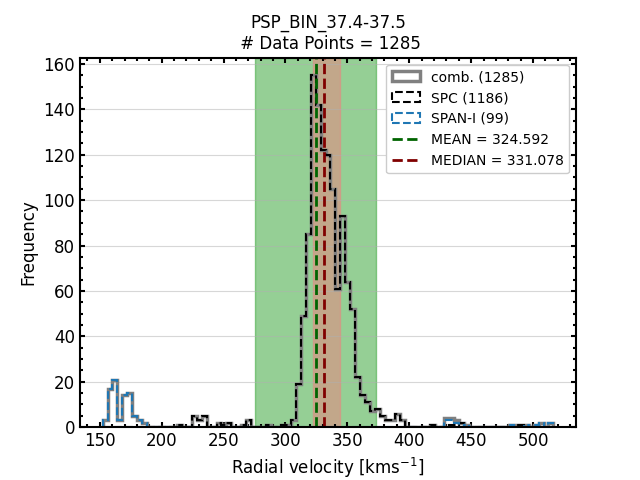 PSP_BIN_37.4-37.5
# Data Points = 1285
160
140
120
100
80
60
40
20
0
Frequency
comb. (1285)
SPC (1186)
SPAN-I (99)
MEAN = 324.592
MEDIAN = 331.078
150 200 250 300 350 400 450 500
Radial velocity [kms⁻¹]